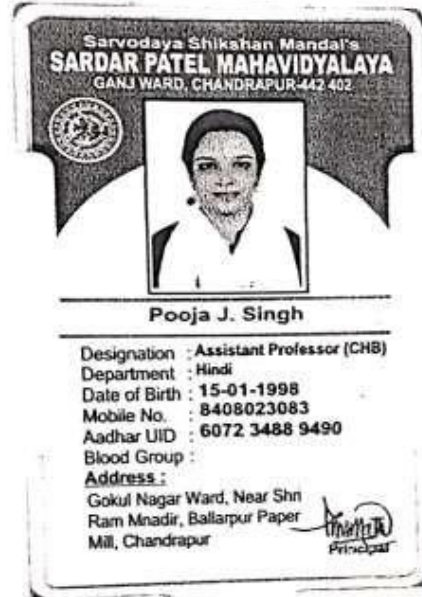 Sarvodaya Shikshan Mandal's
SARDAR PATEL MAHAVIDYALAYA
GANJ WARD, CHANDRAPUR-442 402
Pooja J. Singh
Designation : Assistant Professor (CHB)
Department : Hindi
Date of Birth : 15-01-1998
Mobile No. : 8408023083
Aadhar UID : 6072 3488 9490
Blood Group :
Address :
Gokul Nagar Ward, Near Shri
Ram Mnadir, Ballarpur Paper
Mill, Chandrapur
Principal